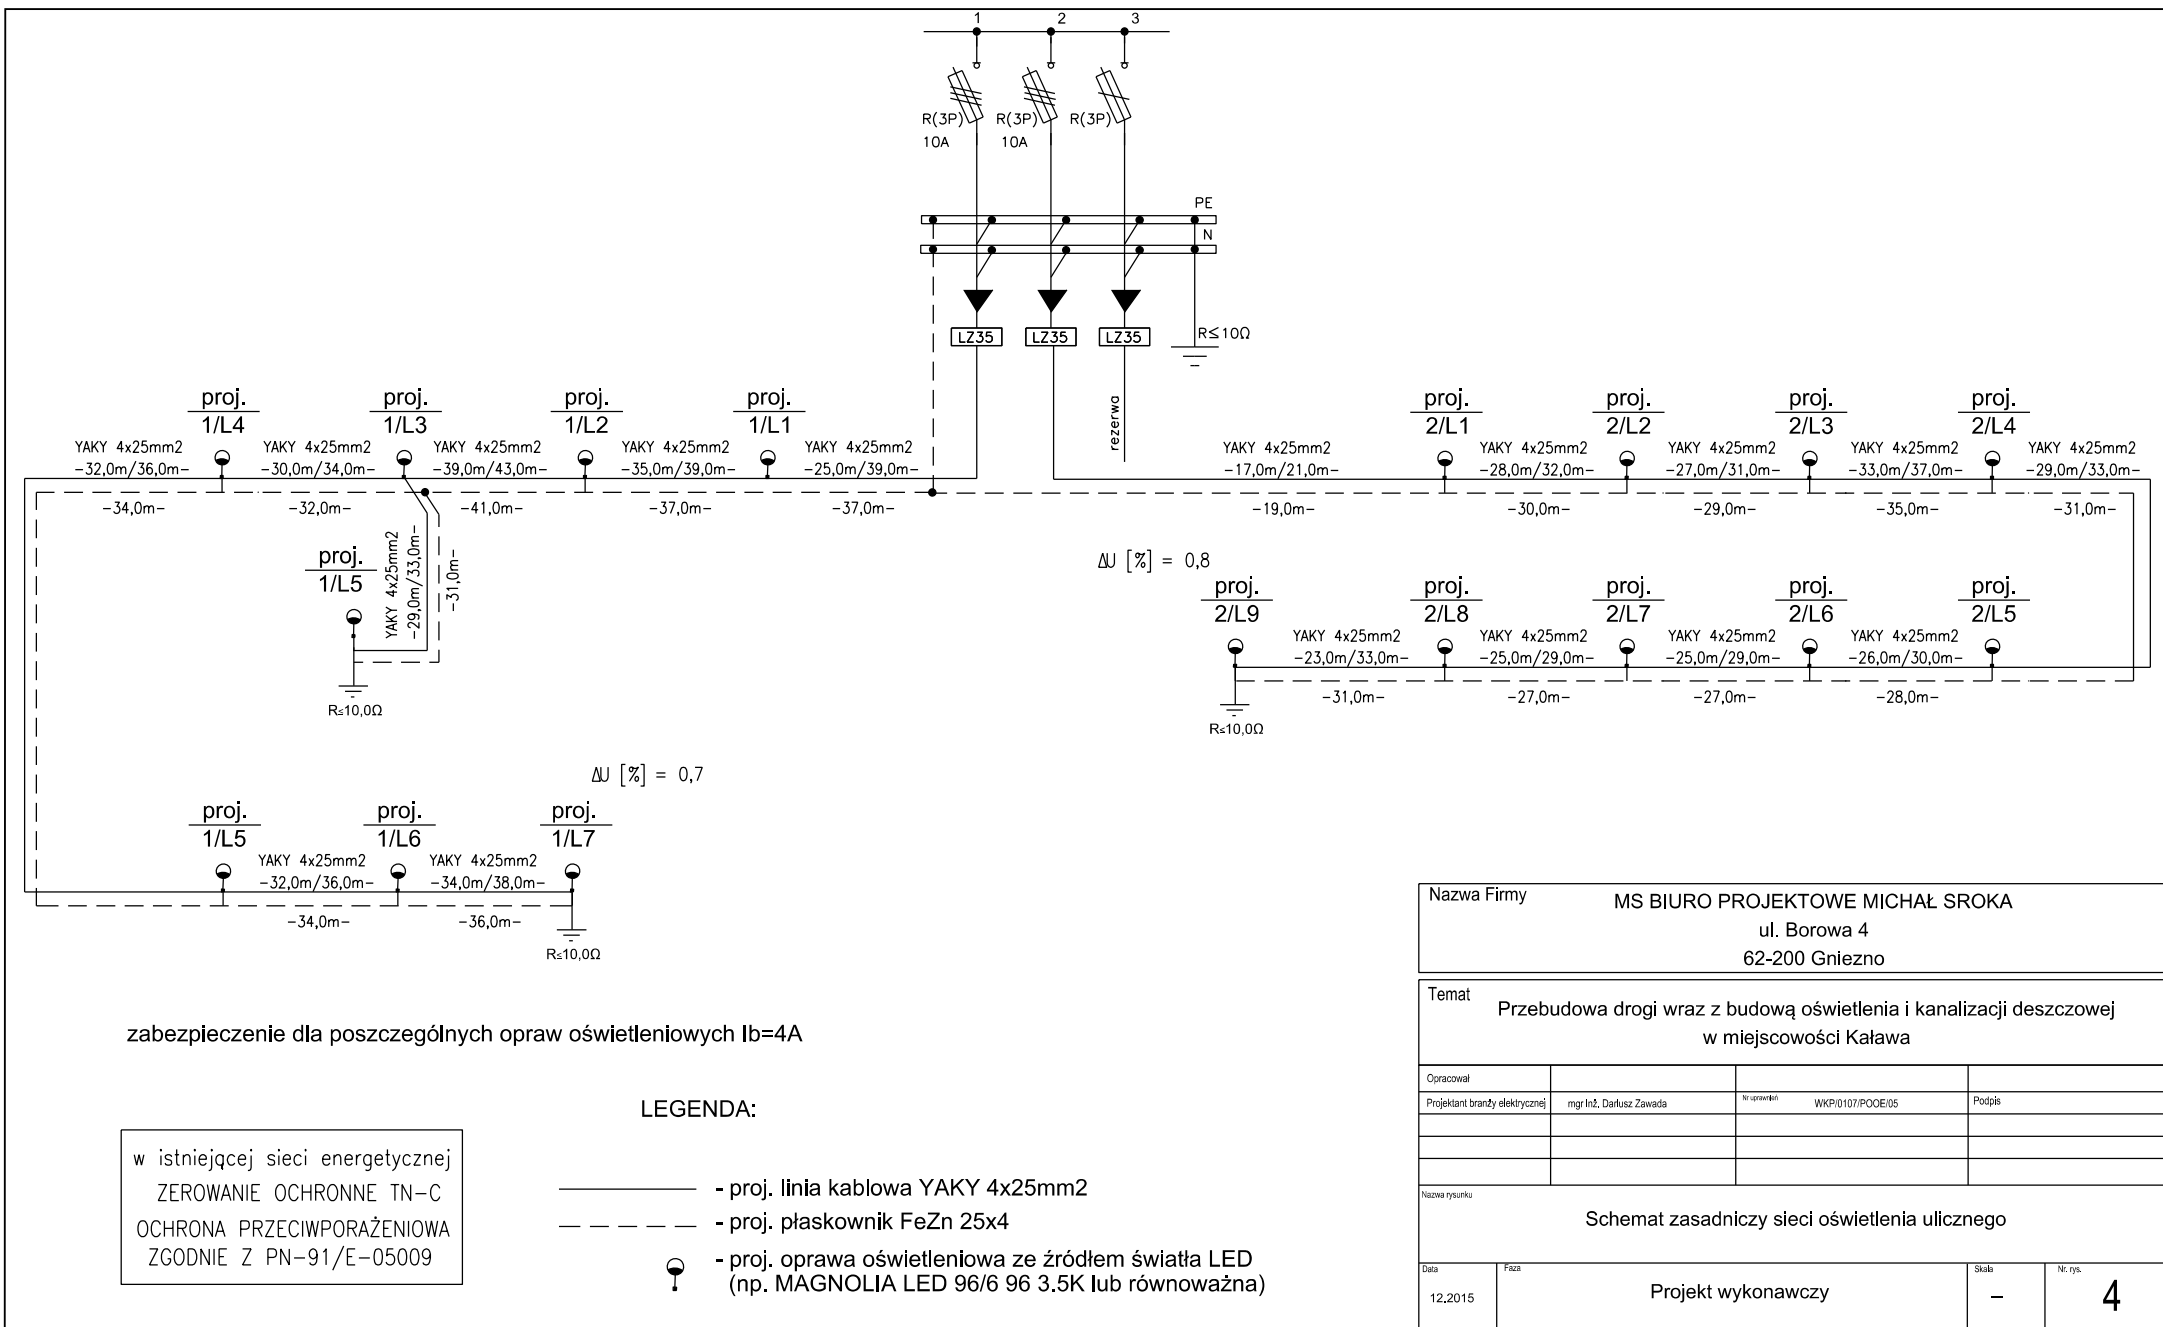 1 2 3
R(3P) R(3P) R(3P)
10A 10A
PE
N
LZ35 LZ35 LZ35
R≤10Ω
rezerwa
proj. proj. proj. proj.
1/L4 1/L3 1/L2 1/L1
YAKY 4x25mm2 YAKY 4x25mm2 YAKY 4x25mm2 YAKY 4x25mm2 YAKY 4x25mm2
-32,0m/36,0m- -30,0m/34,0m- -39,0m/43,0m- -35,0m/39,0m- -25,0m/39,0m-
-34,0m- -32,0m- -41,0m- -37,0m- -37,0m-
proj. proj. proj. proj.
2/L1 2/L2 2/L3 2/L4
YAKY 4x25mm2 YAKY 4x25mm2 YAKY 4x25mm2 YAKY 4x25mm2 YAKY 4x25mm2
-17,0m/21,0m- -28,0m/32,0m- -27,0m/31,0m- -33,0m/37,0m- -29,0m/33,0m-
-19,0m- -30,0m- -29,0m- -35,0m- -31,0m-
proj.
1/L5
YAKY 4x25mm2
-29,0m/33,0m-
-31,0m-
R≤10,0Ω
ΔU [%] = 0,8
proj. proj. proj. proj. proj.
2/L9 2/L8 2/L7 2/L6 2/L5
YAKY 4x25mm2 YAKY 4x25mm2 YAKY 4x25mm2 YAKY 4x25mm2
-23,0m/33,0m- -25,0m/29,0m- -25,0m/29,0m- -26,0m/30,0m-
-31,0m- -27,0m- -27,0m- -28,0m-
R≤10,0Ω
ΔU [%] = 0,7
proj. proj. proj.
1/L5 1/L6 1/L7
YAKY 4x25mm2 YAKY 4x25mm2
-32,0m/36,0m- -34,0m/38,0m-
-34,0m- -36,0m-
R≤10,0Ω
zabezpieczenie dla poszczególnych opraw oświetleniowych Ib=4A
w istniejącej sieci energetycznej
ZEROWANIE OCHRONNE TN-C
OCHRONA PRZECIWPORAŻENIOWA
ZGODNIE Z PN-91/E-05009
LEGENDA:
- proj. linia kablowa YAKY 4x25mm2
- proj. płaskownik FeZn 25x4
- proj. oprawa oświetleniowa ze źródłem światła LED
(np. MAGNOLIA LED 96/6 96 3.5K lub równoważna)
Nazwa Firmy MS BIURO PROJEKTOWE MICHAŁ SROKA
ul. Borowa 4
62-200 Gniezno
Temat
Przebudowa drogi wraz z budową oświetlenia i kanalizacji deszczowej
w miejscowości Kaława
Opracował
Projektant branży elektrycznej mgr inż. Dariusz Zawada Nr uprawnień WKP/0107/POOE/05 Podpis
Nazwa rysunku
Schemat zasadniczy sieci oświetlenia ulicznego
Data Faza Skala Nr. rys.
12.2015 Projekt wykonawczy – 4